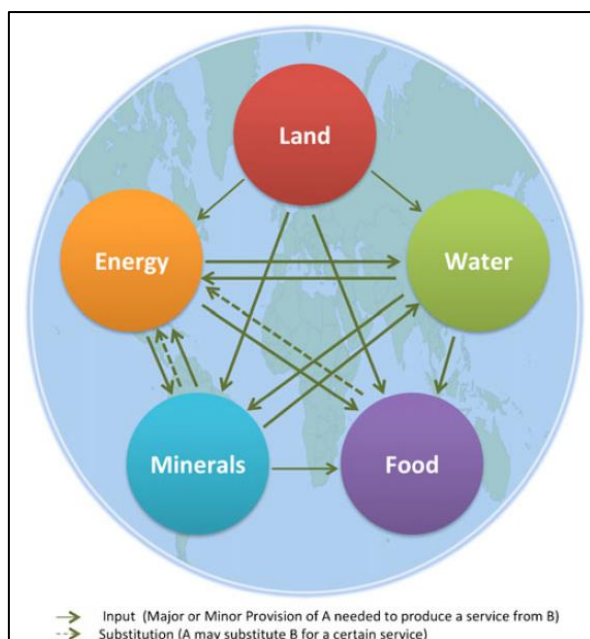 Land
Energy
Water
Minerals
Food
Input (Major or Minor Provision of A needed to produce a service from B)
Substitution (A may substitute B for a certain service)